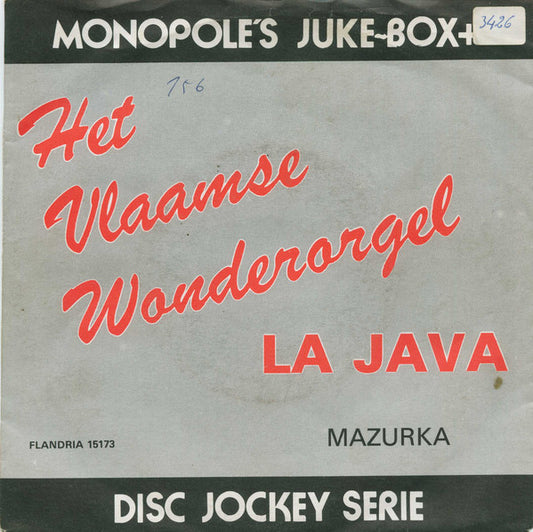 MONOPOLE'S JUKE~BOX+
3426
156
Het
Vlaamse
Wonderorgel
LA JAVA
FLANDRIA 15173
MAZURKA
DISC JOCKEY SERIE